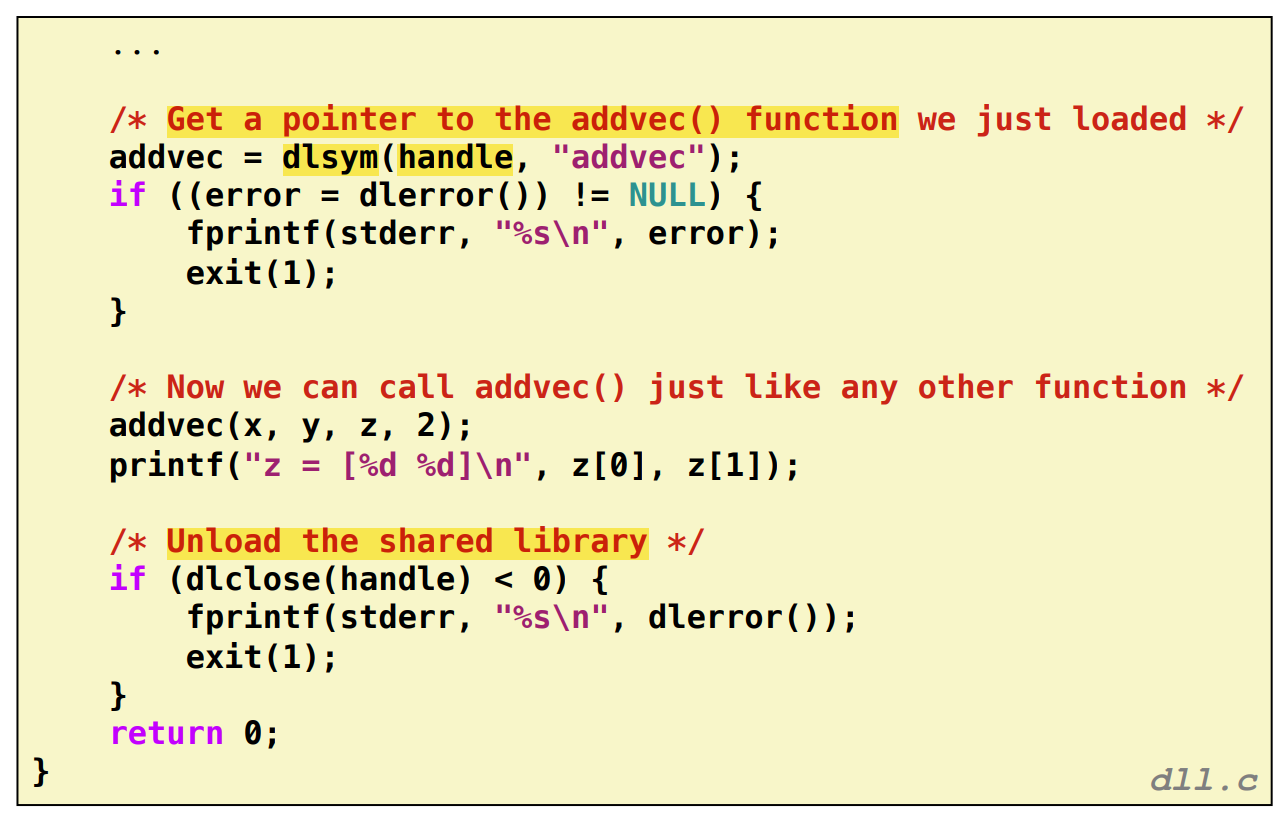 ...
/* Get a pointer to the addvec() function we just loaded */
addvec = dlsym(handle, "addvec");
if ((error = dlerror()) != NULL) {
fprintf(stderr, "%s\n", error);
exit(1);
}
/* Now we can call addvec() just like any other function */
addvec(x, y, z, 2);
printf("z = [%d %d]\n", z[0], z[1]);
/* Unload the shared library */
if (dlclose(handle) < 0) {
fprintf(stderr, "%s\n", dlerror());
exit(1);
}
return 0;
}
dll.c